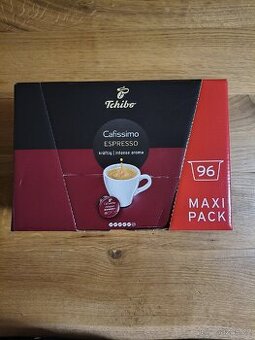 Tchibo
Cafissimo
ESPRESSO
kräftig | intense aroma
96
MAXI
PACK